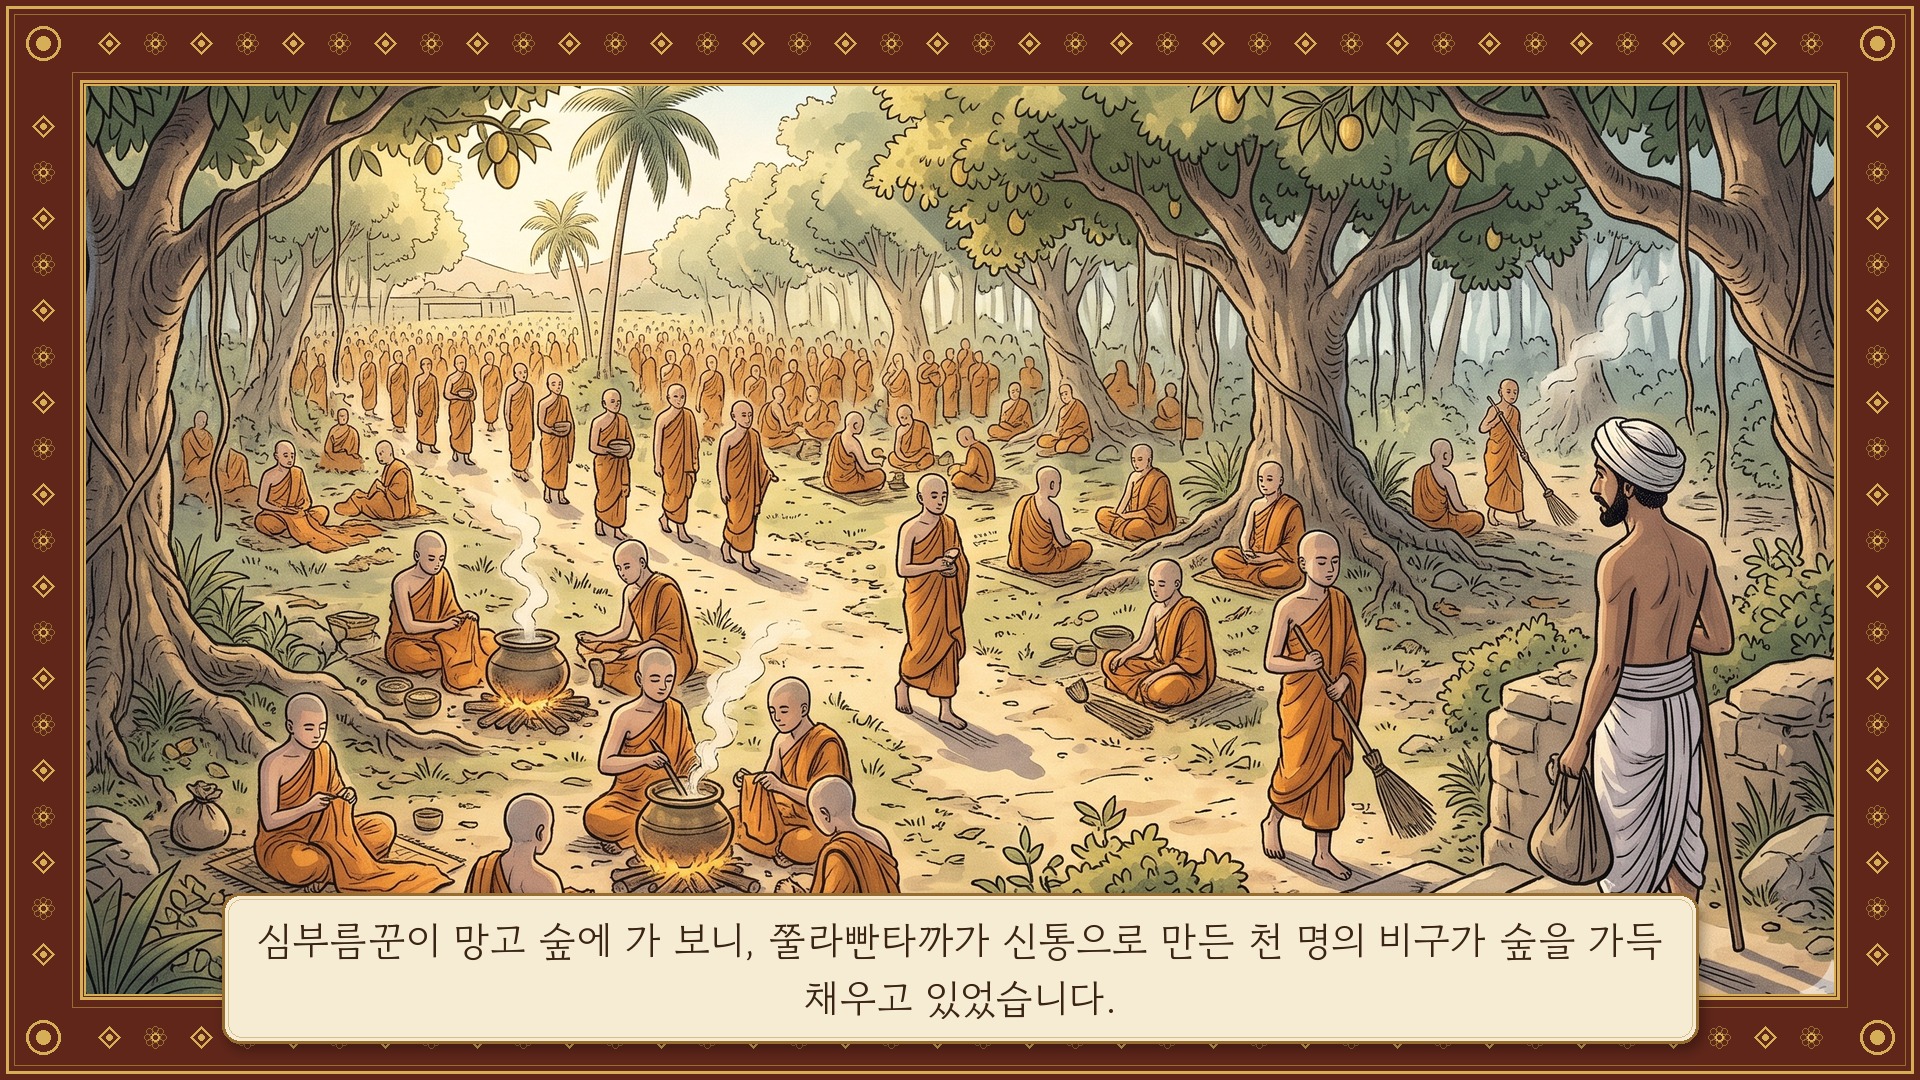 심부름꾼이 망고 숲에 가 보니, 쭐라빤타까가 신통으로 만든 천 명의 비구가 숲을 가득
채우고 있었습니다.